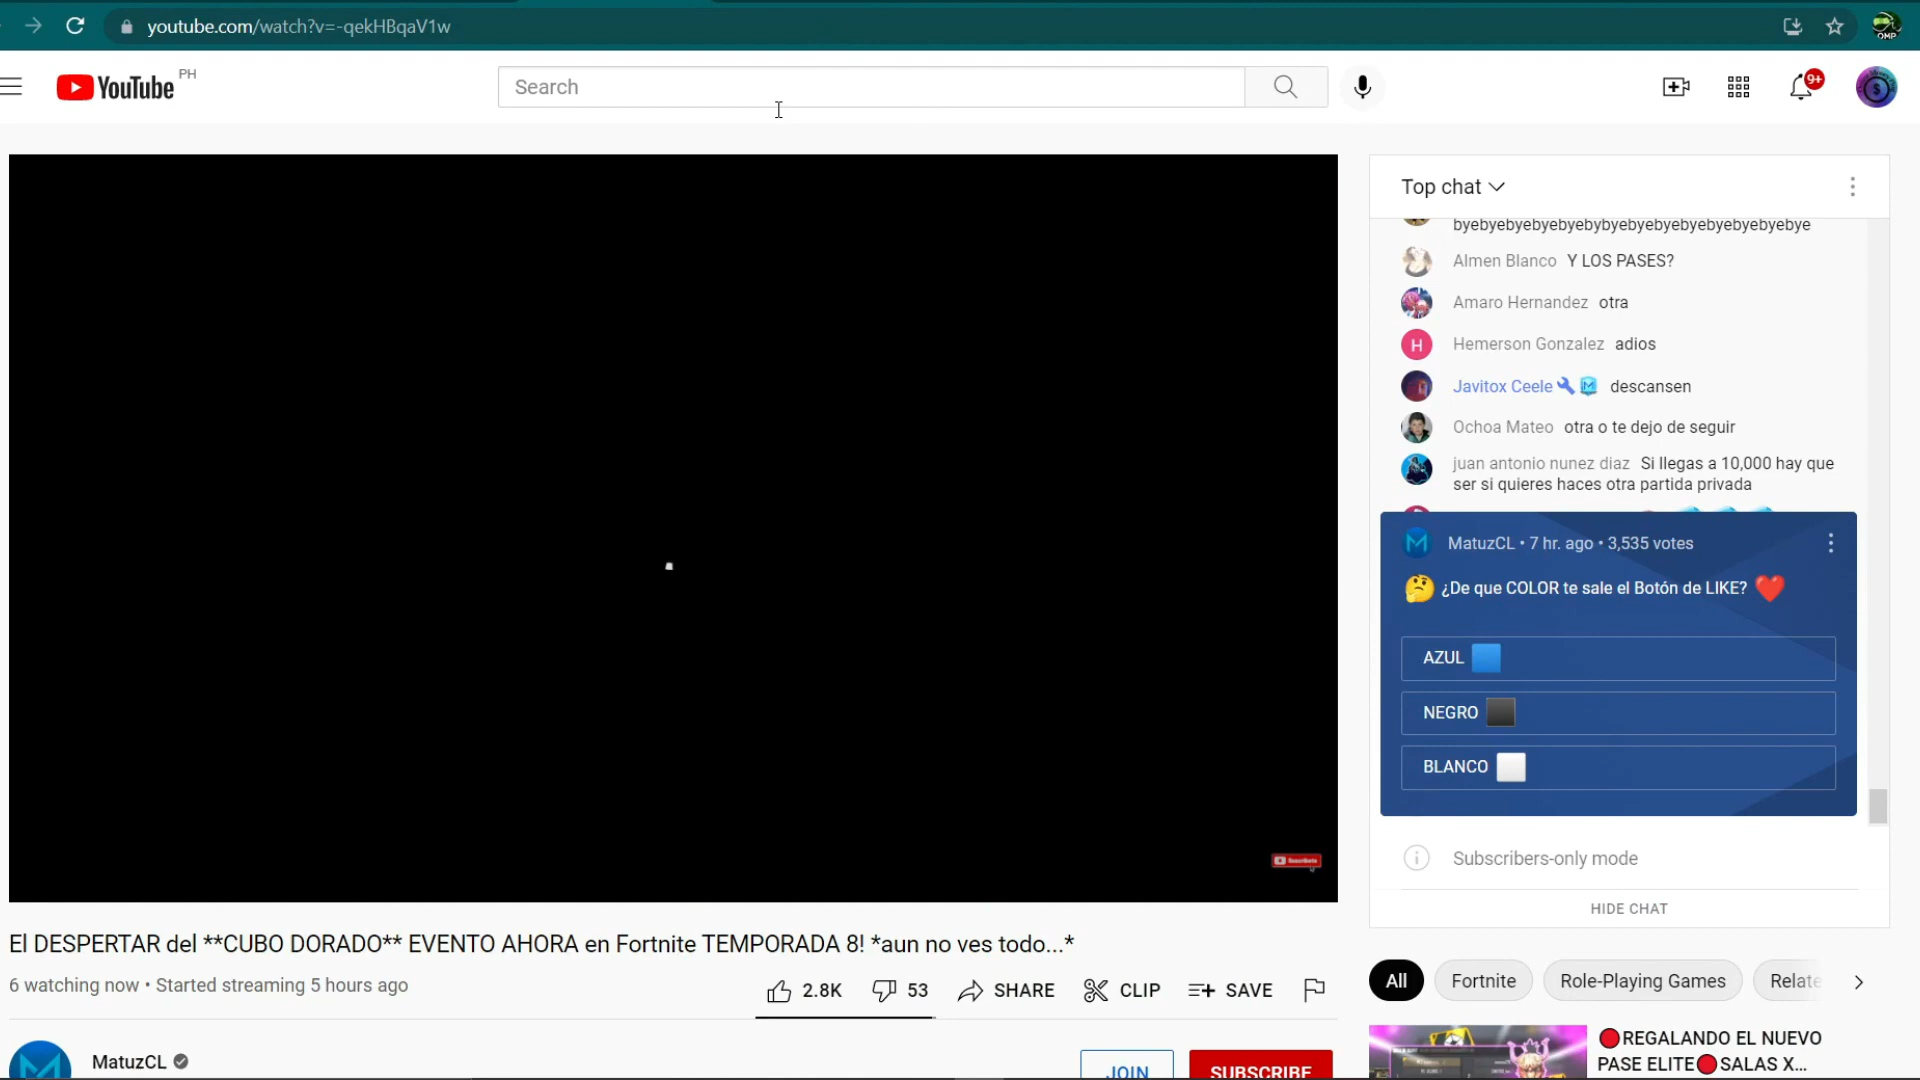 youtube.com/watch?v=-qekHBqaV1w
OMP
YouTube PH
Search
9+
Top chat
byebyebyebyebyebybyebyebyebyebyebyebyebye
Almen Blanco Y LOS PASES?
Amaro Hernandez otra
H Hemerson Gonzalez adios
Javitox Ceele descansen
Ochoa Mateo otra o te dejo de seguir
juan antonio nunez diaz Si llegas a 10,000 hay que
ser si quieres haces otra partida privada
MatuzCL • 7 hr. ago • 3,535 votes
🤔 ¿De que COLOR te sale el Botón de LIKE? ❤️
AZUL 🟦
NEGRO ⬛
BLANCO ⬜
Subscribers-only mode
HIDE CHAT
Suscríbete
El DESPERTAR del **CUBO DORADO** EVENTO AHORA en Fortnite TEMPORADA 8! *aun no ves todo...*
6 watching now • Started streaming 5 hours ago
2.8K 53 SHARE CLIP SAVE
MatuzCL
JOIN SUBSCRIBE
All Fortnite Role-Playing Games Relate
🔴REGALANDO EL NUEVO
PASE ELITE🔴SALAS X...